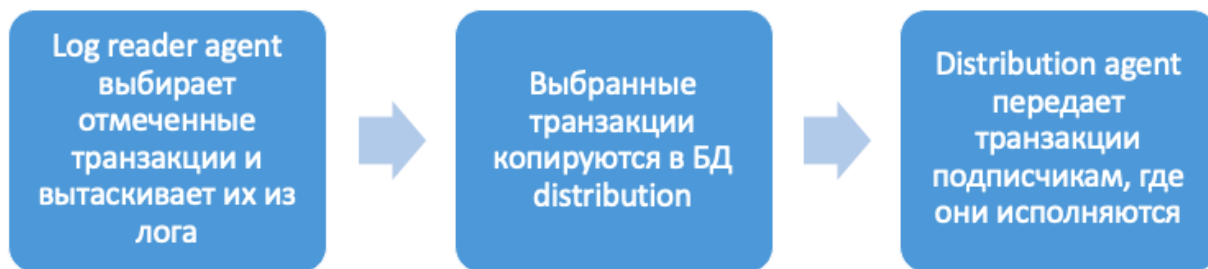 Log reader agent
выбирает
отмеченные
транзакции и
вытаскивает их из
лога
Выбранные
транзакции
копируются в БД
distribution
Distribution agent
передает
транзакции
подписчикам, где
они исполняются